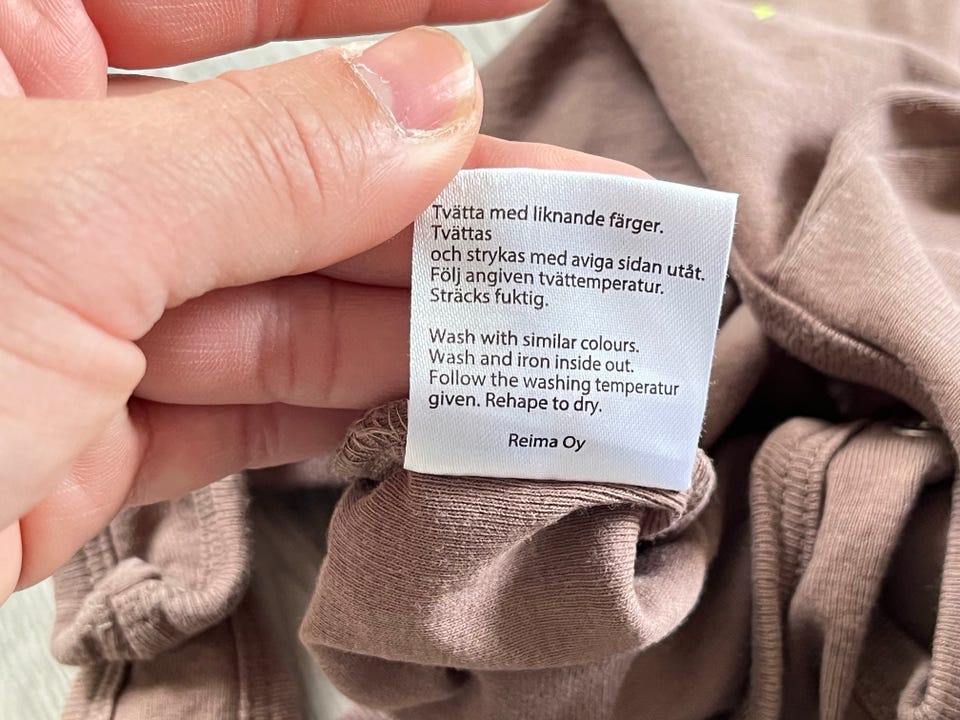 Tvätta med liknande färger.
Tvättas
och strykas med aviga sidan utåt.
Följ angiven tvättemperatur.
Sträcks fuktig.
Wash with similar colours.
Wash and iron inside out.
Follow the washing temperatur
given. Rehape to dry.
Reima Oy